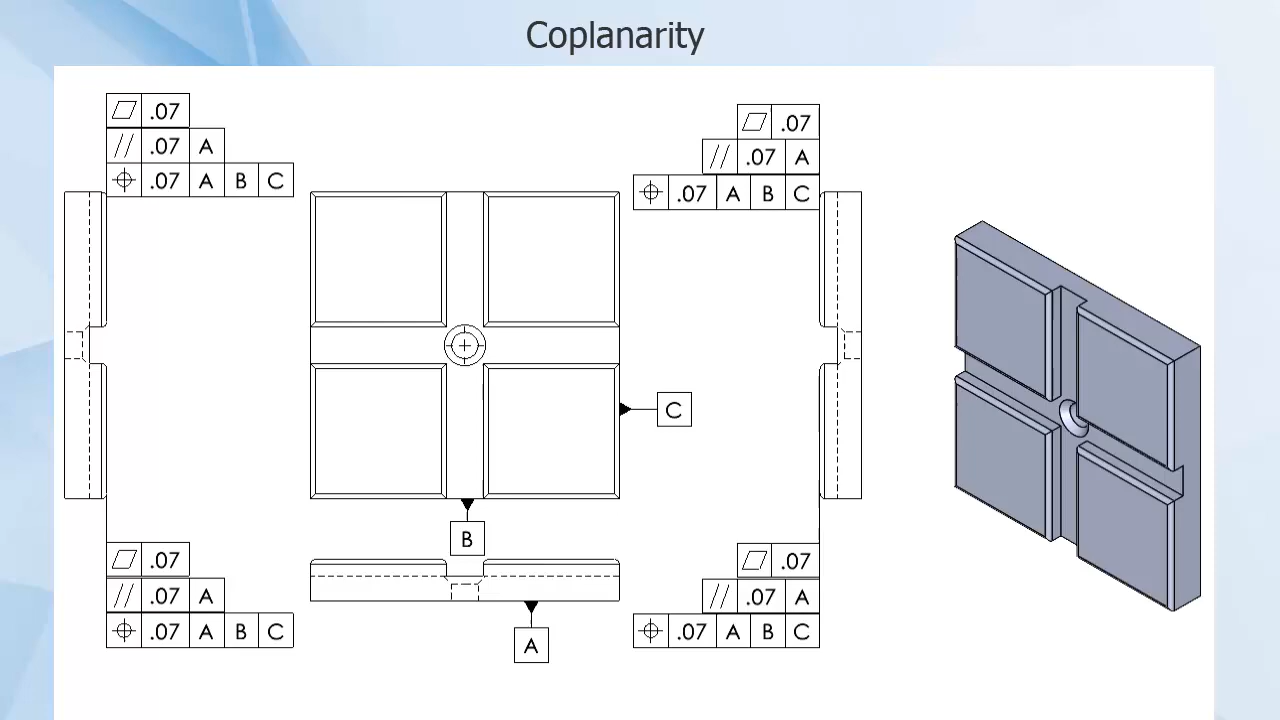 Coplanarity
⏥ .07
// .07 A
⌖ .07 A B C
⏥ .07
// .07 A
⌖ .07 A B C
C
B
⏥ .07
// .07 A
⌖ .07 A B C
⏥ .07
// .07 A
⌖ .07 A B C
A